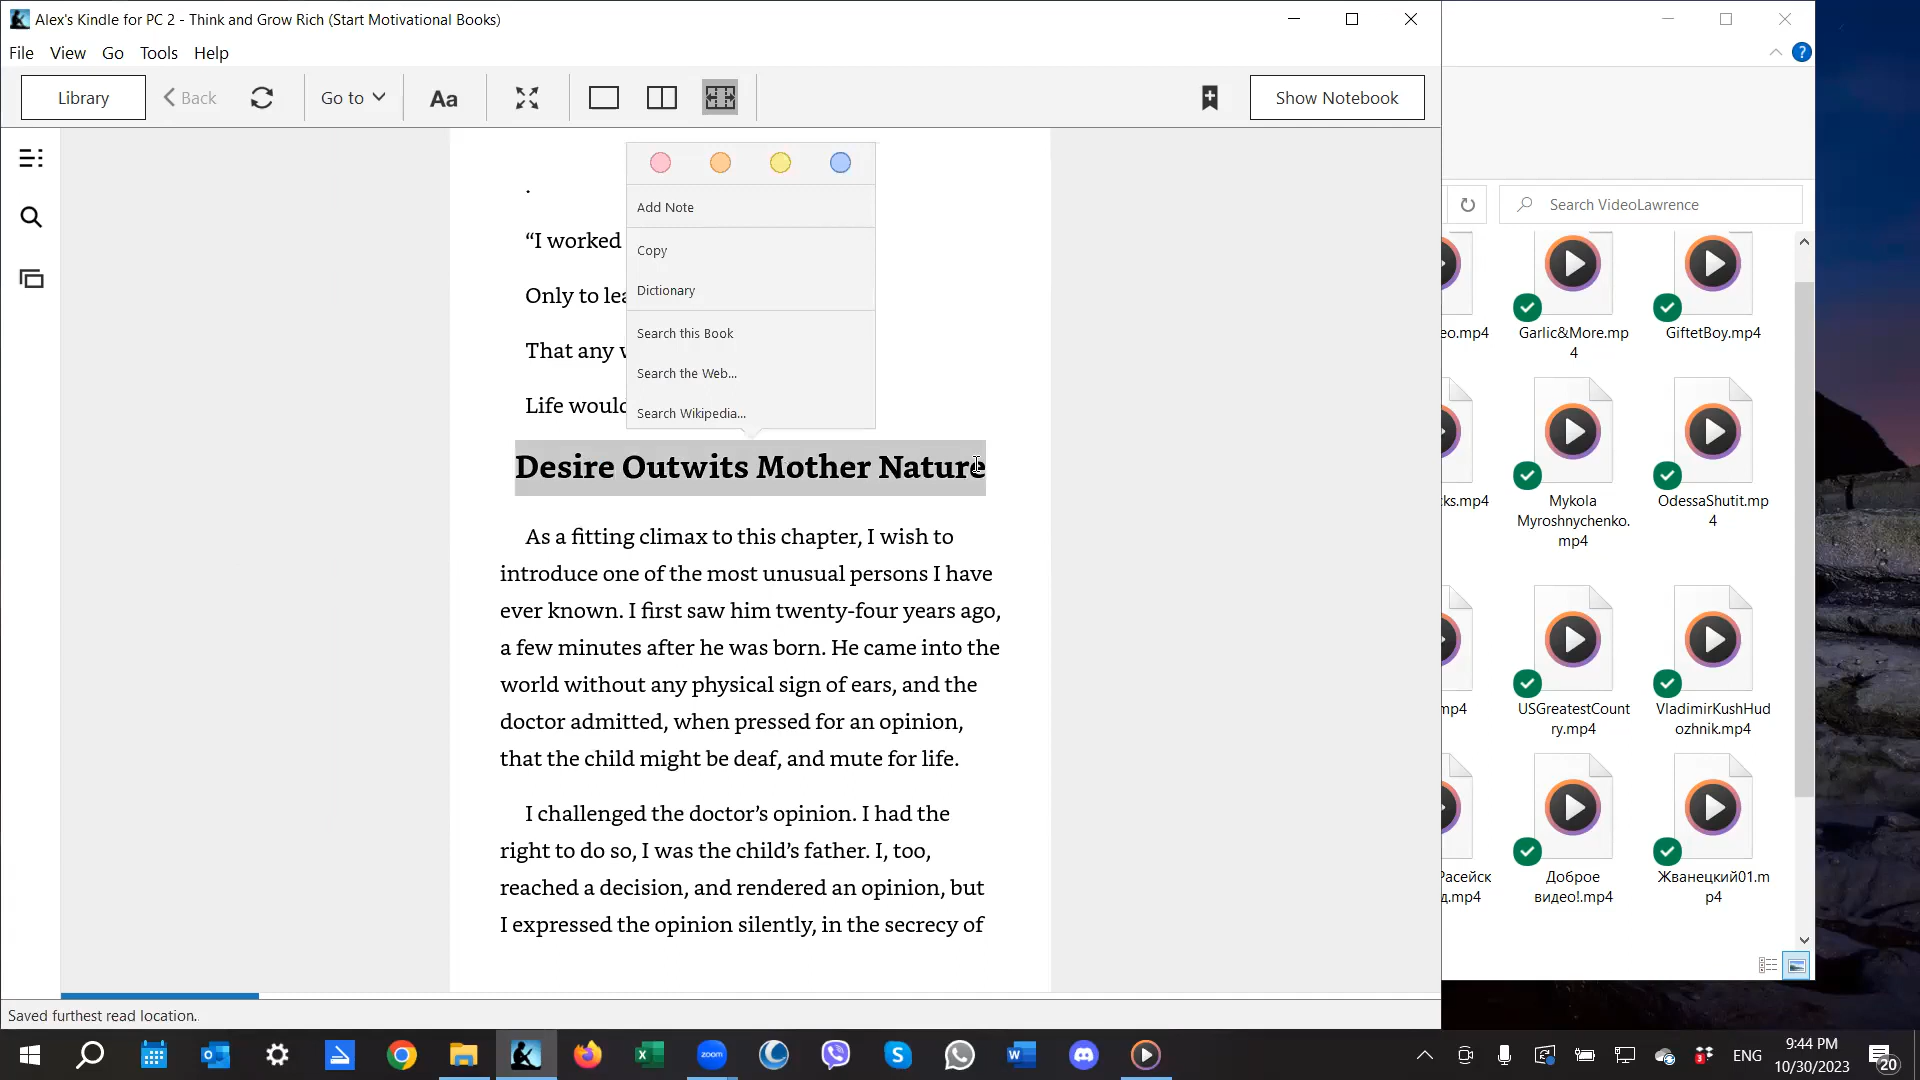 Alex's Kindle for PC 2 - Think and Grow Rich (Start Motivational Books)
File View Go Tools Help
Library
Back
Go to
Aa
Show Notebook
.
“I worked
Only to lea
That any
Life would
Add Note
Copy
Dictionary
Search this Book
Search the Web...
Search Wikipedia...
Desire Outwits Mother Nature
As a fitting climax to this chapter, I wish to
introduce one of the most unusual persons I have
ever known. I first saw him twenty-four years ago,
a few minutes after he was born. He came into the
world without any physical sign of ears, and the
doctor admitted, when pressed for an opinion,
that the child might be deaf, and mute for life.
I challenged the doctor’s opinion. I had the
right to do so, I was the child’s father. I, too,
reached a decision, and rendered an opinion, but
I expressed the opinion silently, in the secrecy of
Saved furthest read location..
?
Search VideoLawrence
eo.mp4
Garlic&More.mp
4
GiftetBoy.mp4
ks.mp4
Mykola
Myroshnychenko.
mp4
OdessaShutit.mp
4
mp4
USGreatestCount
ry.mp4
VladimirKushHud
ozhnik.mp4
Расейск
д.mp4
Доброе
видео!.mp4
Жванецкий01.m
p4
zoom
3
ENG
9:44 PM
10/30/2023
20